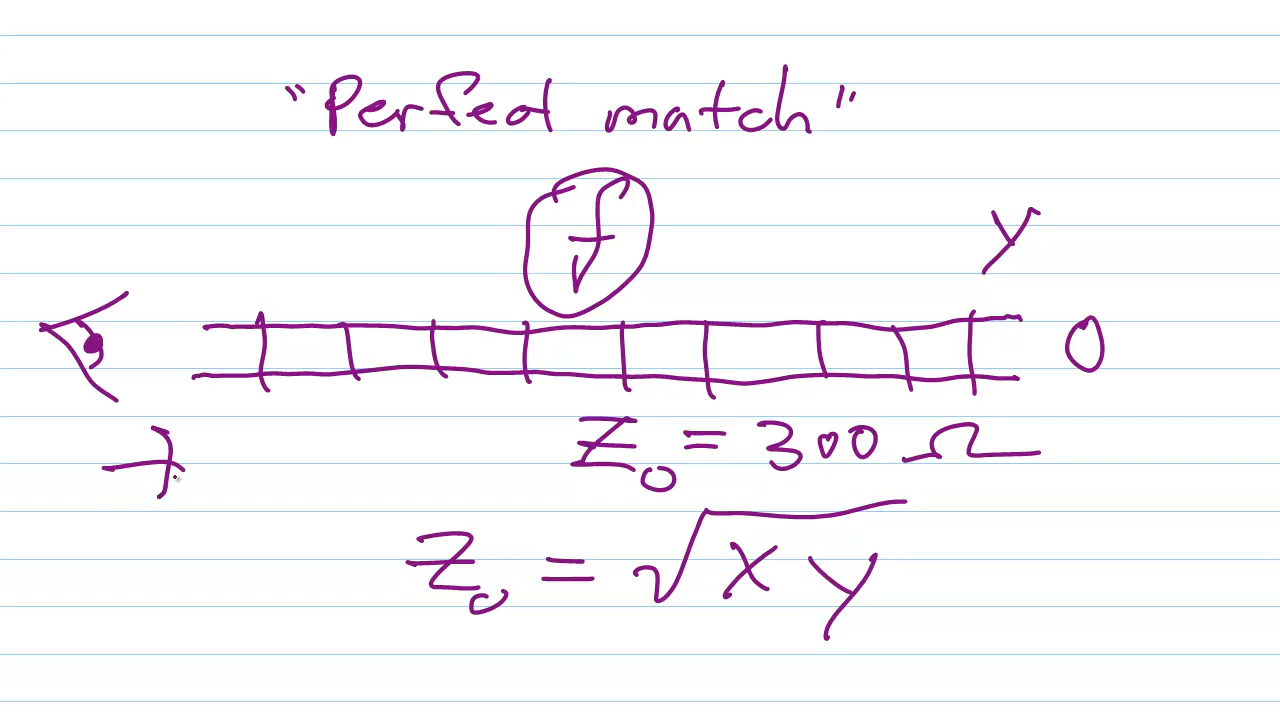 "Perfect match"
f
y
O
Z₀ = 300 Ω
Z₀ = √xy